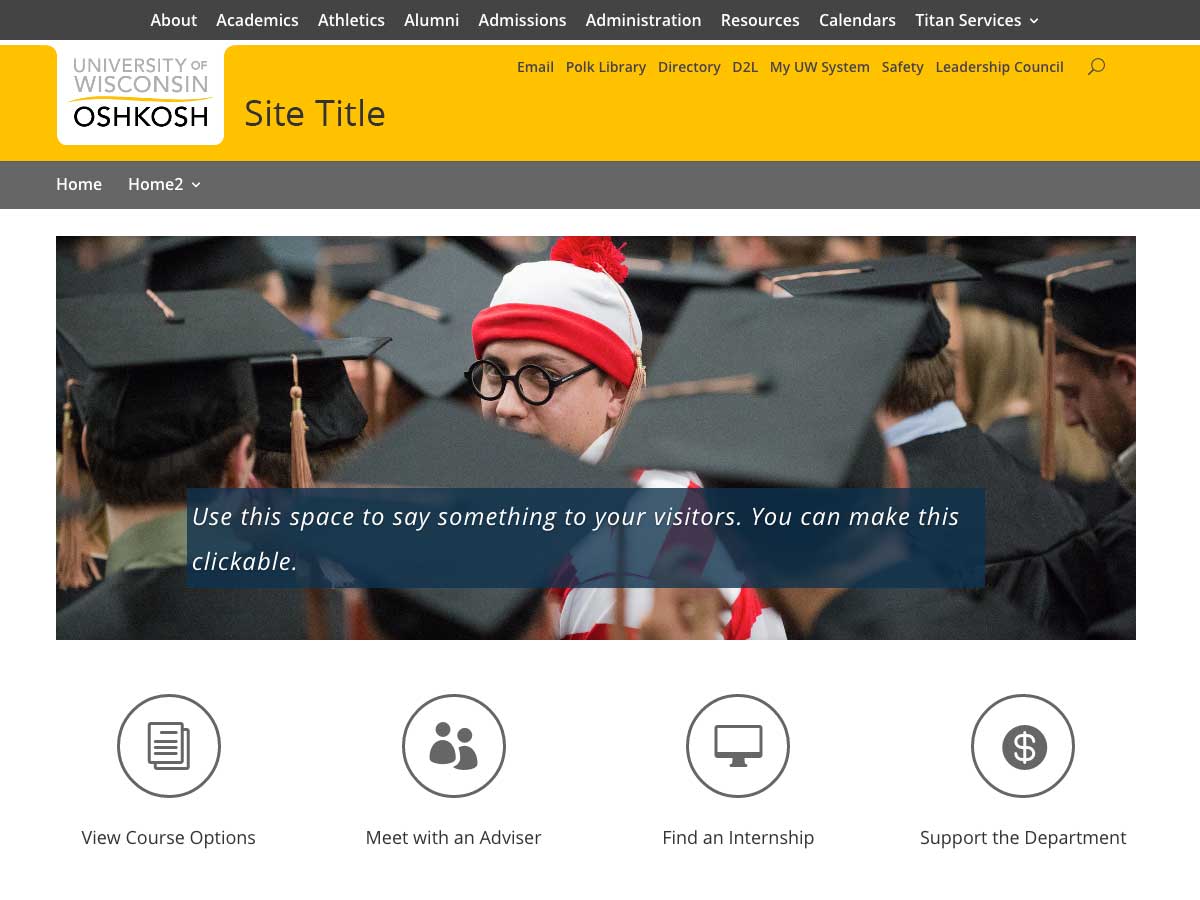 About Academics Athletics Alumni Admissions Administration Resources Calendars Titan Services
UNIVERSITY OF
WISCONSIN
OSHKOSH
Email Polk Library Directory D2L My UW System Safety Leadership Council
Site Title
Home Home2
Use this space to say something to your visitors. You can make this
clickable.
View Course Options Meet with an Adviser Find an Internship Support the Department